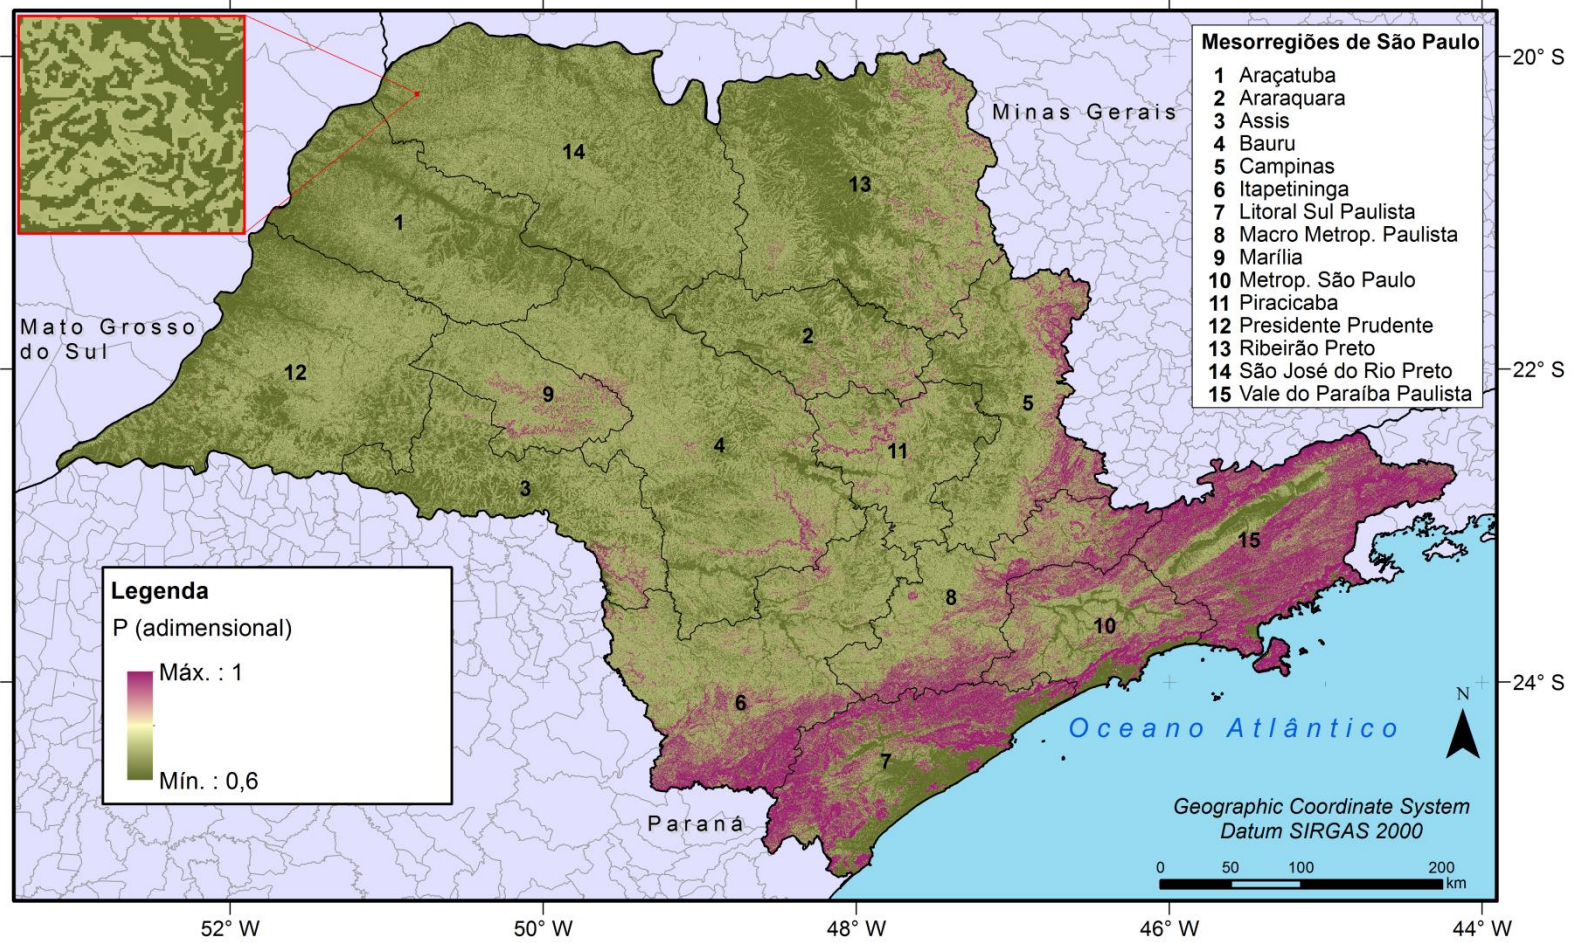 Mesorregiões de São Paulo
1 Araçatuba
2 Araraquara
3 Assis
4 Bauru
5 Campinas
6 Itapetininga
7 Litoral Sul Paulista
8 Macro Metrop. Paulista
9 Marília
10 Metrop. São Paulo
11 Piracicaba
12 Presidente Prudente
13 Ribeirão Preto
14 São José do Rio Preto
15 Vale do Paraíba Paulista
20° S
Minas Gerais
14
13
1
Mato Grosso
do Sul
2
12
22° S
9
5
4
11
3
15
Legenda
P (adimensional)
Máx. : 1
Mín. : 0,6
8
10
24° S
6
N
Oceano Atlântico
7
Paraná
Geographic Coordinate System
Datum SIRGAS 2000
0 50 100 200
km
52° W 50° W 48° W 46° W 44° W